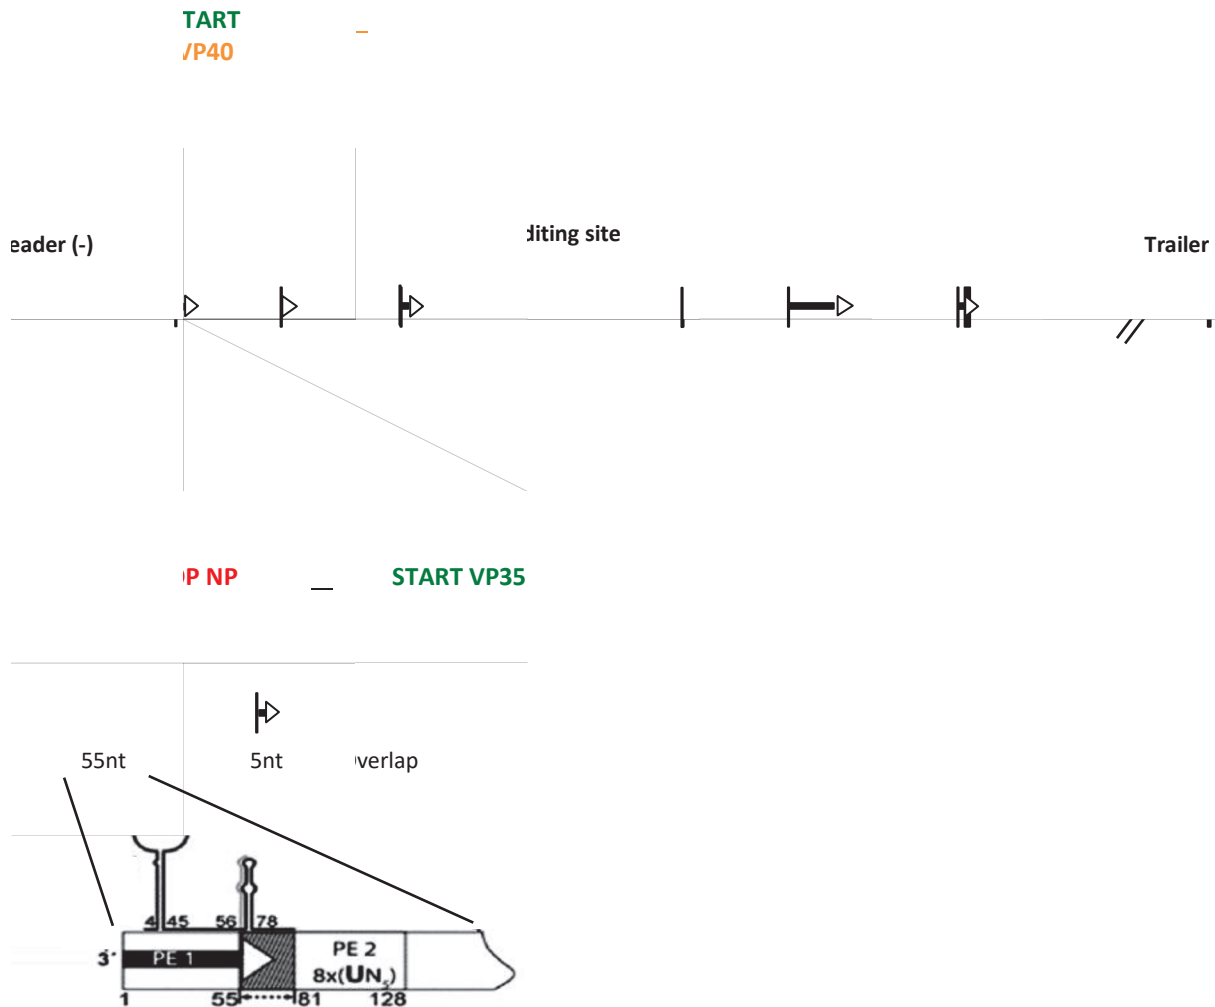 TART
VP40
eader (-)
diting site
Trailer
P NP
START VP35
55nt
5nt
verlap
4 45 56 78
3´ PE 1 PE 2
8x(UN5)
1 55 81 128